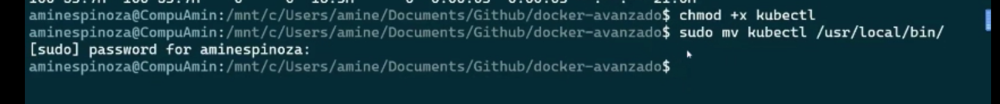 aminespinoza@CompuAmin:/mnt/c/Users/amine/Documents/Github/docker-avanzado$ chmod +x kubectl
aminespinoza@CompuAmin:/mnt/c/Users/amine/Documents/Github/docker-avanzado$ sudo mv kubectl /usr/local/bin/
[sudo] password for aminespinoza:
aminespinoza@CompuAmin:/mnt/c/Users/amine/Documents/Github/docker-avanzado$